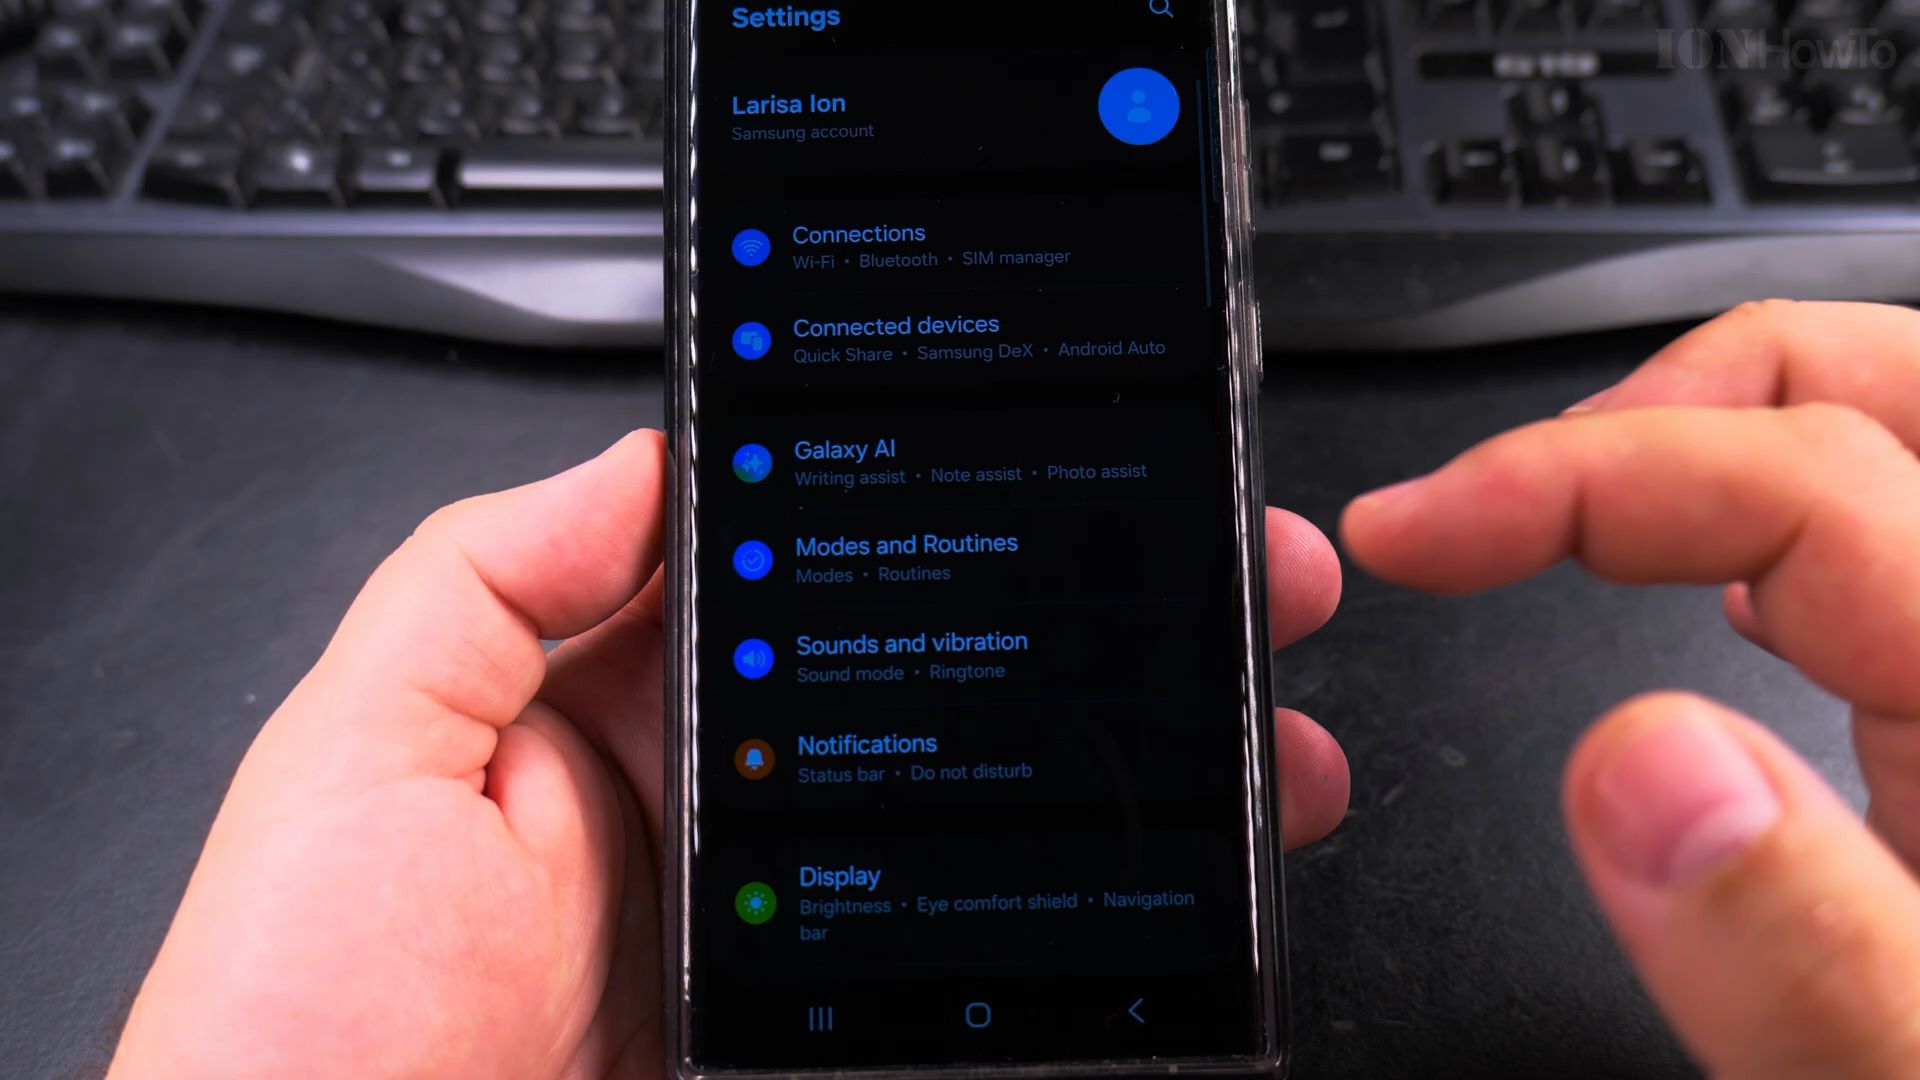 IONHowTo
Settings
Larisa Ion
Samsung account
Connections
Wi-Fi • Bluetooth • SIM manager
Connected devices
Quick Share • Samsung DeX • Android Auto
Galaxy AI
Writing assist • Note assist • Photo assist
Modes and Routines
Modes • Routines
Sounds and vibration
Sound mode • Ringtone
Notifications
Status bar • Do not disturb
Display
Brightness • Eye comfort shield • Navigation
bar